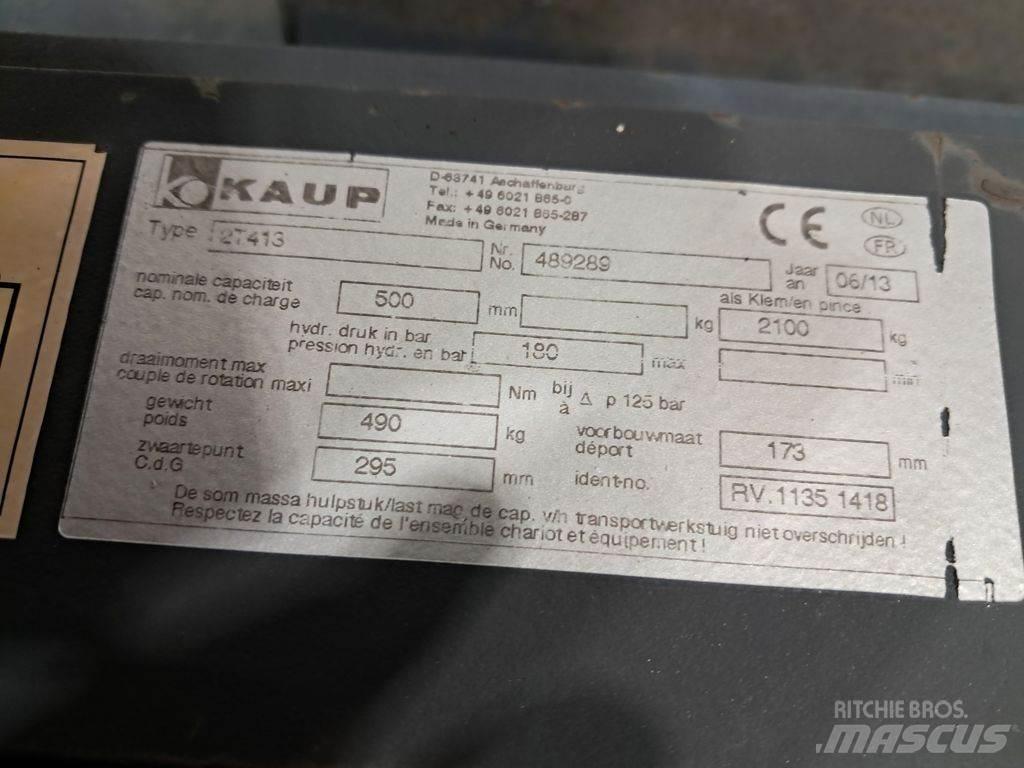 KAUP
D-63741 Aschaffenburg
Tel.: +49 6021 865-0
Fax: +49 6021 865-287
Made in Germany
CE NL
FR
Type 2T413 Nr. No. 489289 Jaar an 06/13
nominale capaciteit
cap. nom. de charge 500 mm kg
als Klem/en pince
2100 kg
hydr. druk in bar
pression hydr. en bar 180 max
draaimoment max
couple de rotation maxi Nm bij à Δ p 125 bar
gewicht
poids 490 kg
voorbouwmaat
déport 173 mm
zwaartepunt
C.d.G 295 mm
ident-no. RV.1135 1418
De som massa hulpstuk/last mag de cap. v/h transportwerkstuig niet overschrijden !
Respectez la capacité de l'ensemble chariot et équipement !
RITCHIE BROS.
MASCUS